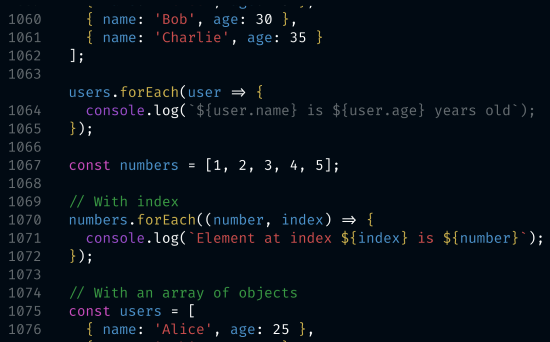 1060 { name: 'Bob', age: 30 },
1061 { name: 'Charlie', age: 35 }
1062 ];
1063
users.forEach(user => {
1064 console.log(`${user.name} is ${user.age} years old`);
1065 });
1066
1067 const numbers = [1, 2, 3, 4, 5];
1068
1069 // With index
1070 numbers.forEach((number, index) => {
1071 console.log(`Element at index ${index} is ${number}`);
1072 });
1073
1074 // With an array of objects
1075 const users = [
1076 { name: 'Alice', age: 25 },